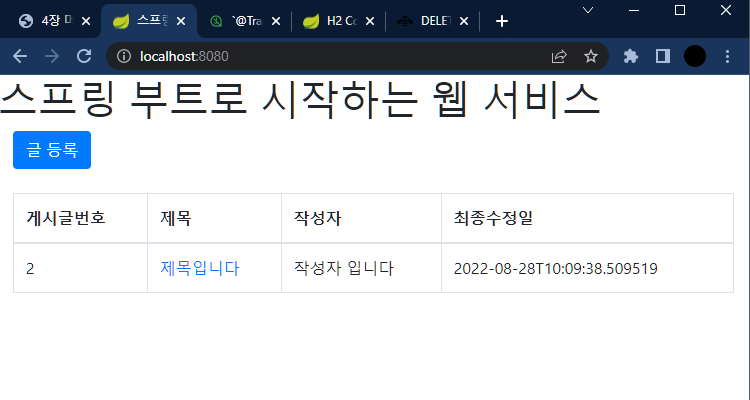 4장 스프링 `@Tra H2 Co DELET
localhost:8080
스프링 부트로 시작하는 웹 서비스
글 등록
게시글번호 제목 작성자 최종수정일
2 제목입니다 작성자 입니다 2022-08-28T10:09:38.509519